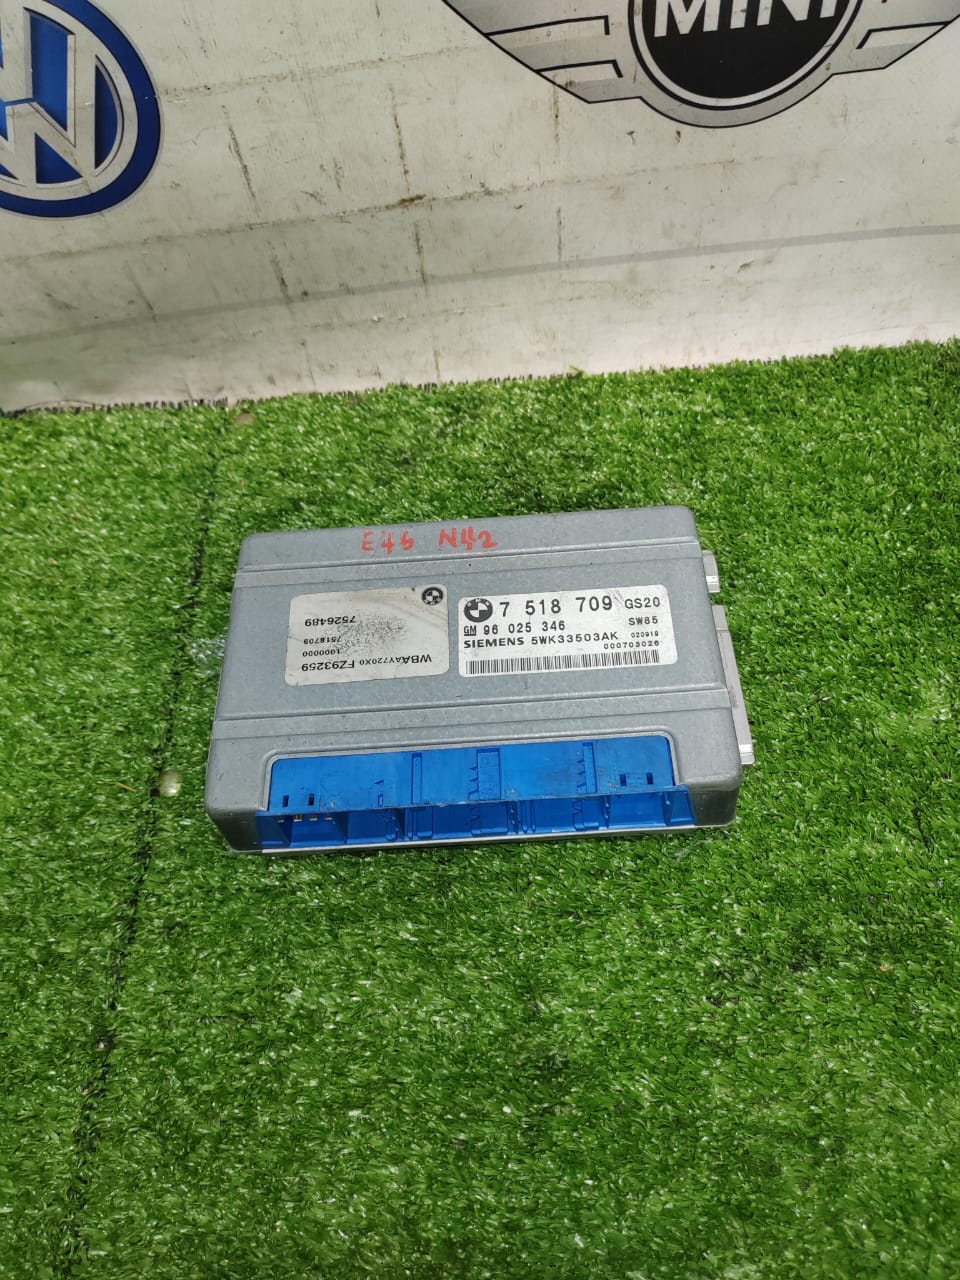 MINI
E46 N42
7 518 709 GS20
GM 96 025 346 SW85
SIEMENS 5WK33503AK 020919
000703026
WBAAY720X0 FZ93259
1000000
7518709
7526489